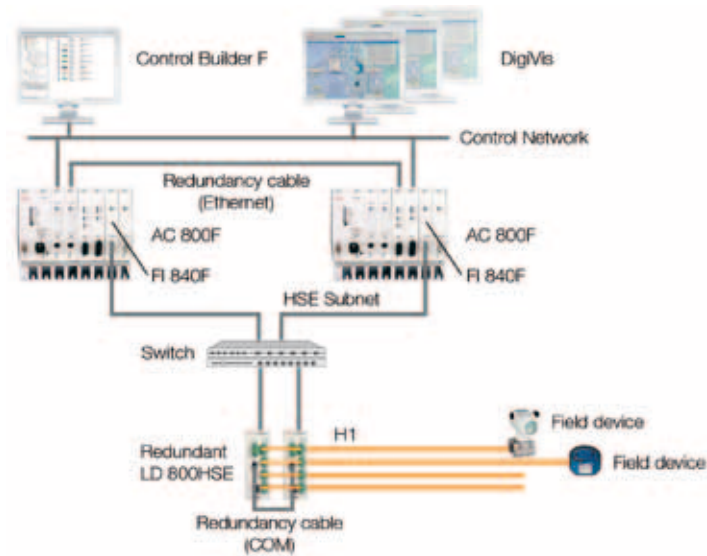 Control Builder F
DigiVis
Control Network
Redundancy cable
(Ethernet)
AC 800F
AC 800F
FI 840F
FI 840F
HSE Subnet
Switch
H1
Field device
Redundant
LD 800HSE
Field device
Redundancy cable
(COM)